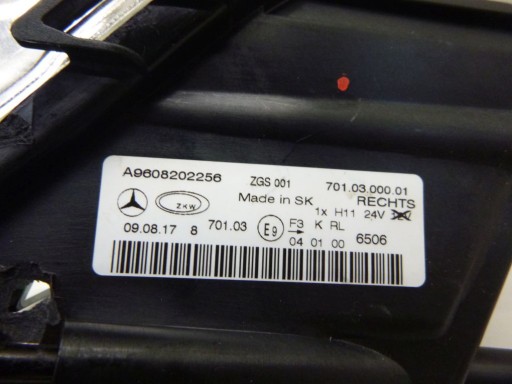 A9608202256 ZGS 001 701.03.000.01
Made in SK RECHTS
ZKW 1x H11 24V
09.08.17 8 701.03 E9 F3 K RL
04 01 00 6506